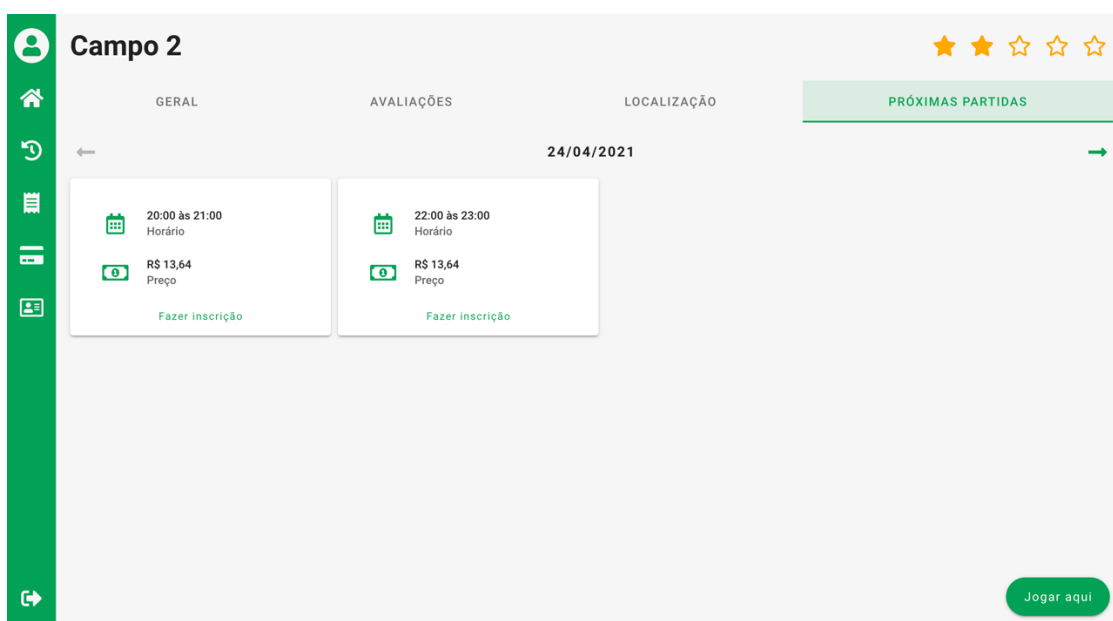 Campo 2
GERAL
AVALIAÇÕES
LOCALIZAÇÃO
PRÓXIMAS PARTIDAS
24/04/2021
20:00 às 21:00
Horário
R$ 13,64
Preço
Fazer inscrição
22:00 às 23:00
Horário
R$ 13,64
Preço
Fazer inscrição
Jogar aqui